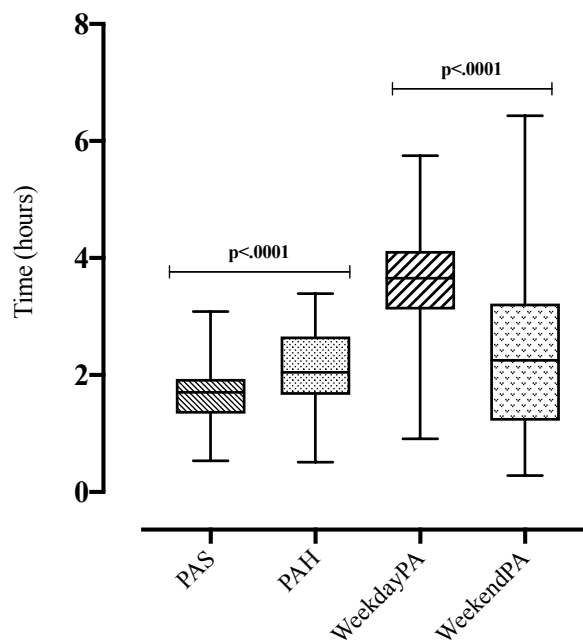 8
p<.0001
6
Time (hours)
4
p<.0001
2
0
PAS
PAH
WeekdayPA
WeekendPA